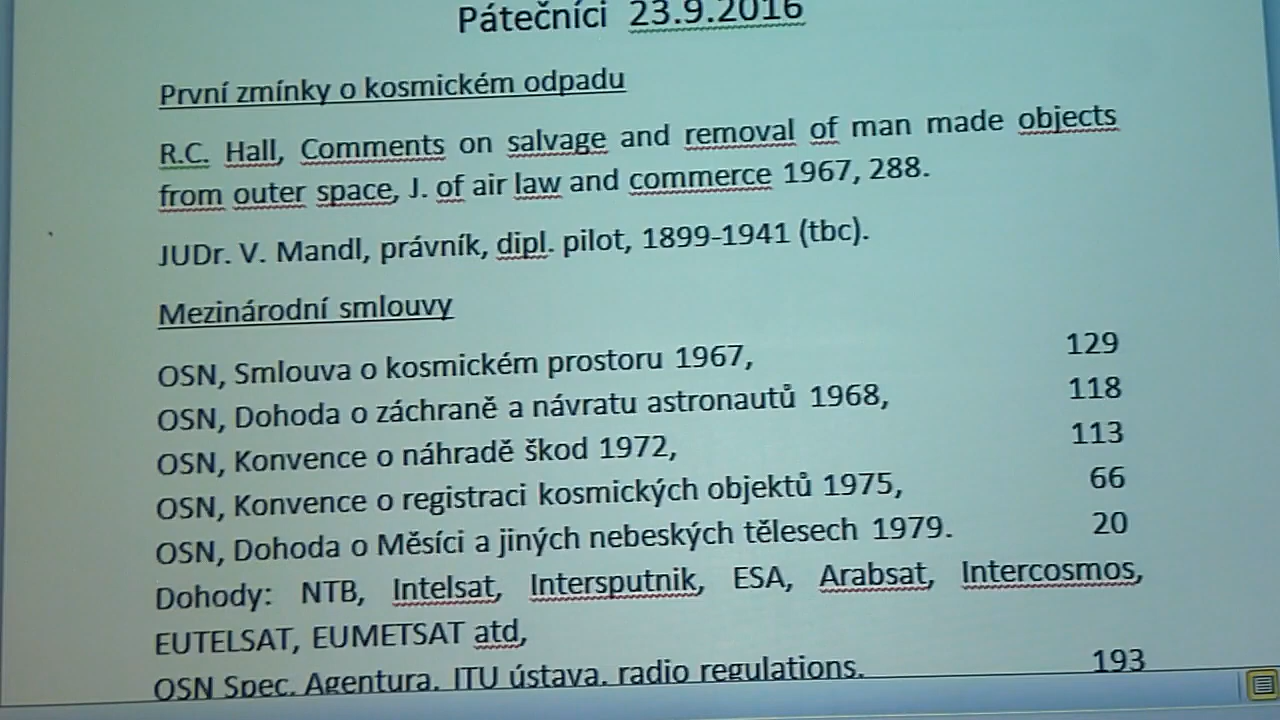 Pátečníci 23.9.2016
První zmínky o kosmickém odpadu
R.C. Hall, Comments on salvage and removal of man made objects
from outer space, J. of air law and commerce 1967, 288.
JUDr. V. Mandl, právník, dipl. pilot, 1899-1941 (tbc).
Mezinárodní smlouvy
OSN, Smlouva o kosmickém prostoru 1967, 129
OSN, Dohoda o záchraně a návratu astronautů 1968, 118
OSN, Konvence o náhradě škod 1972, 113
OSN, Konvence o registraci kosmických objektů 1975, 66
OSN, Dohoda o Měsíci a jiných nebeských tělesech 1979. 20
Dohody: NTB, Intelsat, Intersputnik, ESA, Arabsat, Intercosmos,
EUTELSAT, EUMETSAT atd,
OSN Spec. Agentura, ITU ústava, radio regulations. 193